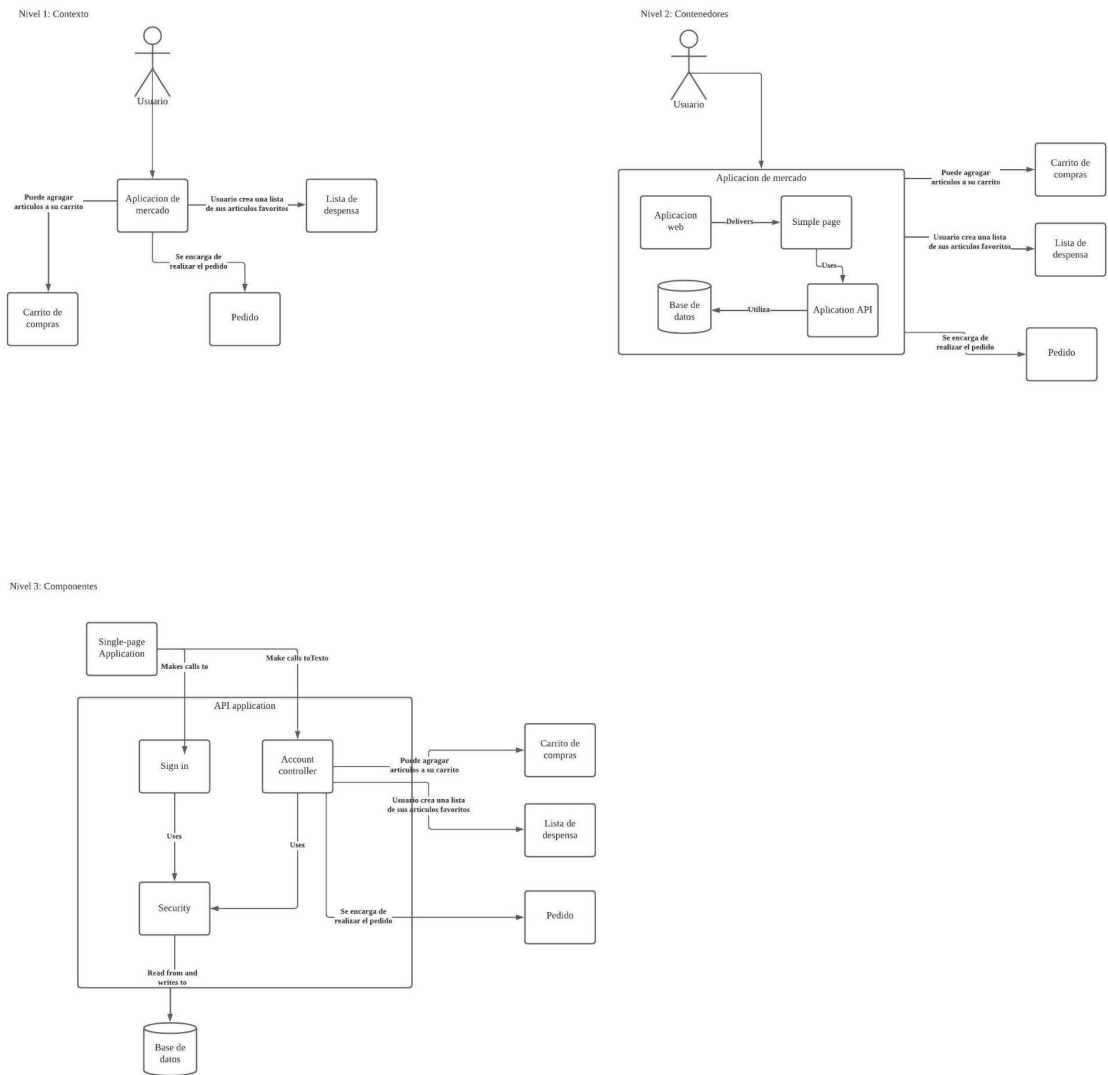 Nivel 1: Contexto
Usuario
Puede agragar
artículos a su carrito
Aplicacion de
mercado
Usuario crea una lista
de sus artículos favoritos
Lista de
despensa
Se encarga de
realizar el pedido
Carrito de
compras
Pedido
Nivel 2: Contenedores
Usuario
Aplicacion de mercado
Aplicacion
web
Delivers
Simple page
Uses
Base de
datos
Utiliza
Aplication API
Puede agragar
artículos a su carrito
Carrito de
compras
Usuario crea una lista
de sus artículos favoritos
Lista de
despensa
Se encarga de
realizar el pedido
Pedido
Nivel 3: Componentes
Single-page
Application
Makes calls to
Make calls toTexto
API application
Sign in
Account
controller
Puede agragar
artículos a su carrito
Carrito de
compras
Usuario crea una lista
de sus artículos favoritos
Lista de
despensa
Uses
Uses
Security
Se encarga de
realizar el pedido
Pedido
Read from and
writes to
Base de
datos